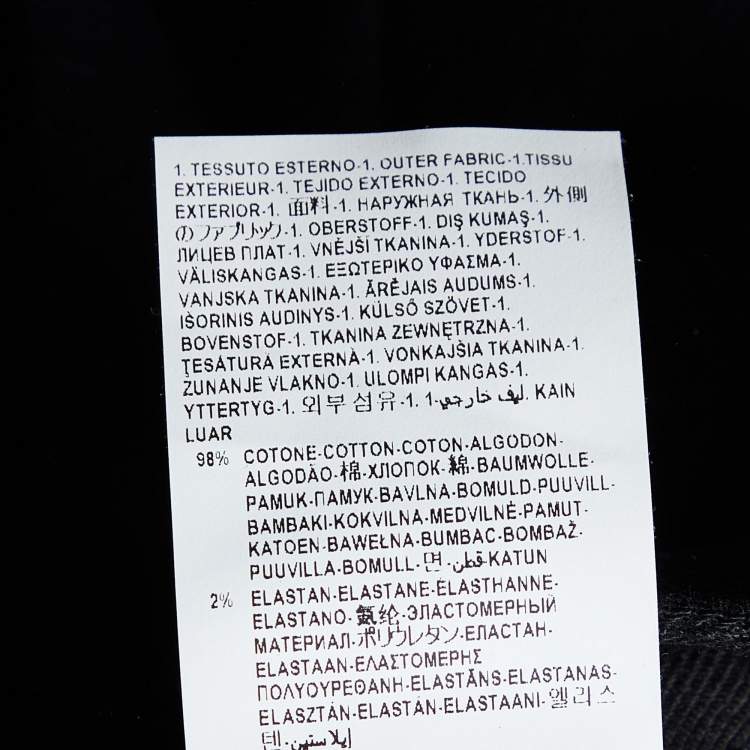 1. TESSUTO ESTERNO-1. OUTER FABRIC-1.TISSU
EXTERIEUR-1. TEJIDO EXTERNO-1. TECIDO
EXTERIOR-1. 面料-1. НАРУЖНАЯ ТКАНЬ-1. 外側
のファブリック-1. OBERSTOFF-1. DIŞ KUMAŞ-1.
ЛИЦЕВ ПЛАТ-1. VNĚJŠÍ TKANINA-1. YDERSTOF-1.
VÄLISKANGAS-1. ΕΞΩΤΕΡΙΚΟ ΥΦΑΣΜΑ-1.
VANJSKA TKANINA-1. ĀRĒJAIS AUDUMS-1.
IŠORINIS AUDINYS-1. KÜLSŐ SZÖVET-1.
BOVENSTOF-1. TKANINA ZEWNĘTRZNA-1.
ŢESATURĂ EXTERNĂ-1. VONKAJŠIA TKANINA-1.
ZUNANJE VLAKNO-1. ULOMPI KANGAS-1.
YTTERTYG-1. 외부 섬유-1. ليف خارجي-1. KAIN
LUAR
98% COTONE-COTTON-COTON-ALGODON-
ALGODÃO-棉-ХЛОПОК-綿-BAUMWOLLE-
PAMUK-ПАМУК-BAVLNA-BOMULD-PUUVILL-
BAMBAKI-KOKVILNA-MEDVILNĖ-PAMUT-
KATOEN-BAWEŁNA-BUMBAC-BOMBAŽ-
PUUVILLA-BOMULL-면-قطن-KATUN
2% ELASTAN-ELASTANE-ÉLASTHANNE-
ELASTANO-氨纶-ЭЛАСТОМЕРНЫЙ
МАТЕРИАЛ-ポリウレタン-ЕЛАСТАН-
ELASTAAN-ΕΛΑΣΤΟΜΕΡΗΣ
ΠΟΛΥΟΥΡΕΘΑΝΗ-ELASTĀNS-ELASTANAS-
ELASZTÁN-ELASTAN-ELASTAANI-엘리스
텐-إيلاستين-